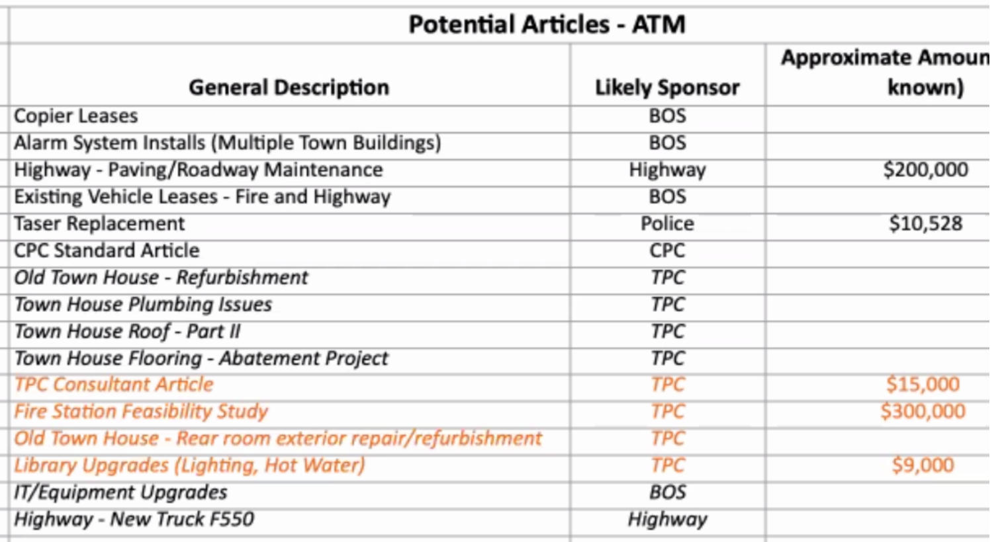 Potential Articles - ATM
General Description Likely Sponsor Approximate Amoun known)
Copier Leases BOS
Alarm System Installs (Multiple Town Buildings) BOS
Highway - Paving/Roadway Maintenance Highway $200,000
Existing Vehicle Leases - Fire and Highway BOS
Taser Replacement Police $10,528
CPC Standard Article CPC
Old Town House - Refurbishment TPC
Town House Plumbing Issues TPC
Town House Roof - Part II TPC
Town House Flooring - Abatement Project TPC
TPC Consultant Article TPC $15,000
Fire Station Feasibility Study TPC $300,000
Old Town House - Rear room exterior repair/refurbishment TPC
Library Upgrades (Lighting, Hot Water) TPC $9,000
IT/Equipment Upgrades BOS
Highway - New Truck F550 Highway